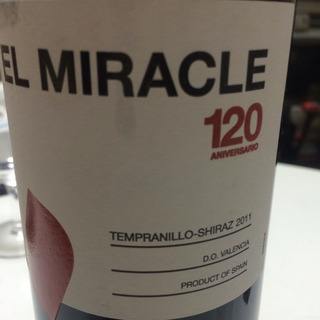 EL MIRACLE
120
ANIVERSARIO
TEMPRANILLO-SHIRAZ 2011
D.O. VALENCIA
PRODUCT OF SPAIN